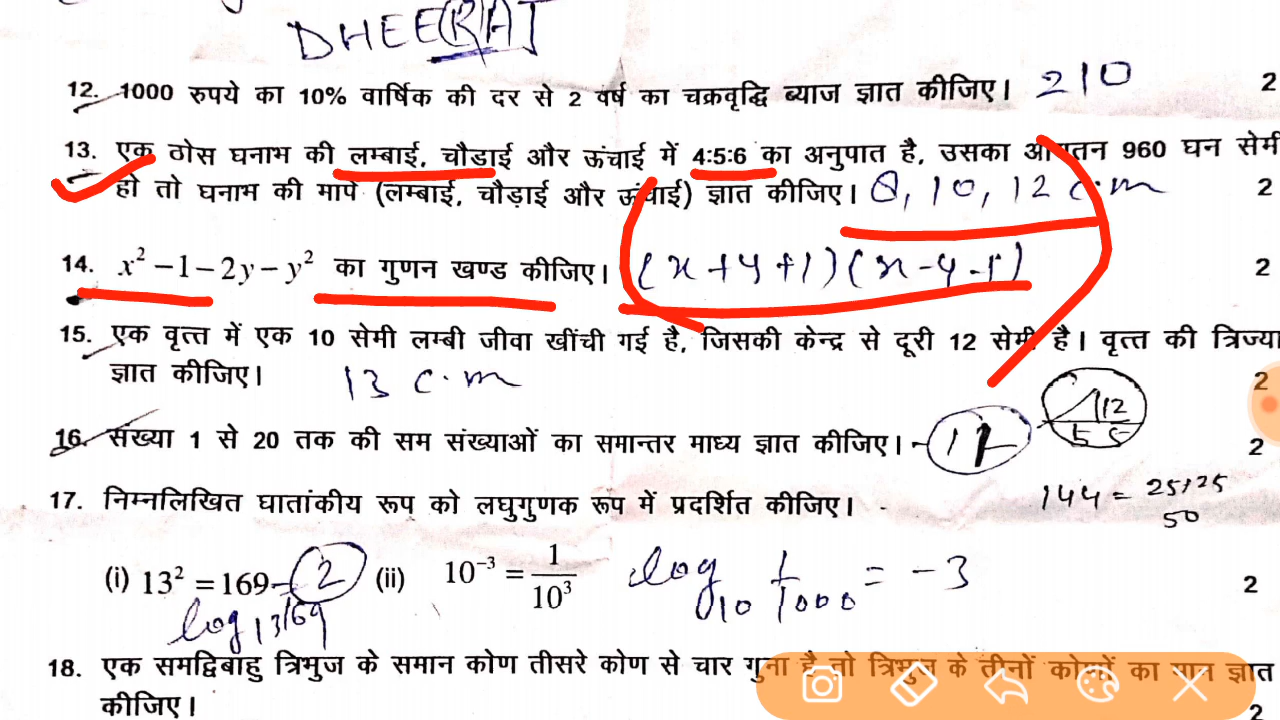 DHEERAJ
12. 1000 रुपये का 10% वार्षिक की दर से 2 वर्ष का चक्रवृद्धि ब्याज ज्ञात कीजिए। 210 2
13. एक ठोस घनाभ की लम्बाई, चौडाई और ऊंचाई में 4:5:6 का अनुपात है, उसका आयतन 960 घन सेमी
हो तो घनाभ की मापें (लम्बाई, चौड़ाई और ऊंचाई) ज्ञात कीजिए। 8, 10, 12 c.m 2
14. x² – 1 – 2y – y² का गुणन खण्ड कीजिए। (x+y+1)(x-y-1) 2
15. एक वृत्त में एक 10 सेमी लम्बी जीवा खींची गई है, जिसकी केन्द्र से दूरी 12 सेमी है। वृत्त की त्रिज्या
ज्ञात कीजिए। 13 c.m 2
12
5 5
16. संख्या 1 से 20 तक की सम संख्याओं का समान्तर माध्य ज्ञात कीजिए। 11 2
144 = 25+25
50
17. निम्नलिखित घातांकीय रूप को लघुगुणक रूप में प्रदर्शित कीजिए।
(i) 13² = 169 2 (ii) 10⁻³ = 1/10³ log₁₀ 1/1000 = -3 2
log 13 169
18. एक समद्विबाहु त्रिभुज के समान कोण तीसरे कोण से चार गुना है तो त्रिभुज के तीनों कोणों का मान ज्ञात
कीजिए। 2